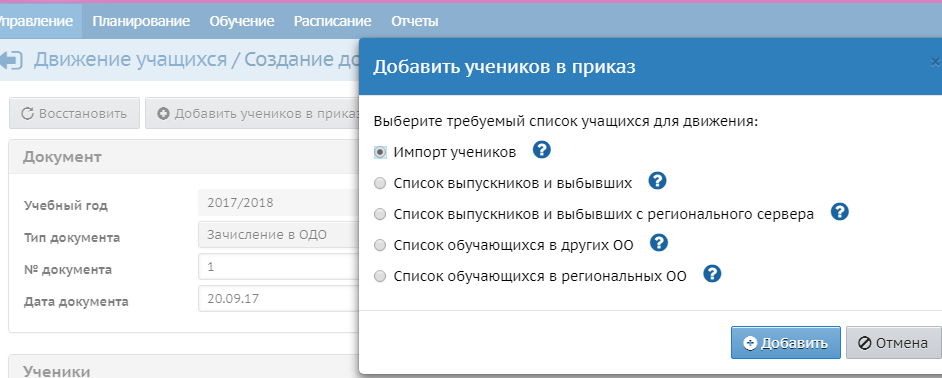 Управление Планирование Обучение Расписание Отчеты
Движение учащихся / Создание до
Восстановить Добавить учеников в приказ
Документ
Учебный год 2017/2018
Тип документа Зачисление в ОДО
№ документа 1
Дата документа 20.09.17
Ученики
Добавить учеников в приказ
×
Выберите требуемый список учащихся для движения:
Импорт учеников ?
Список выпускников и выбывших ?
Список выпускников и выбывших с регионального сервера ?
Список обучающихся в других ОО ?
Список обучающихся в региональных ОО ?
Добавить Отмена